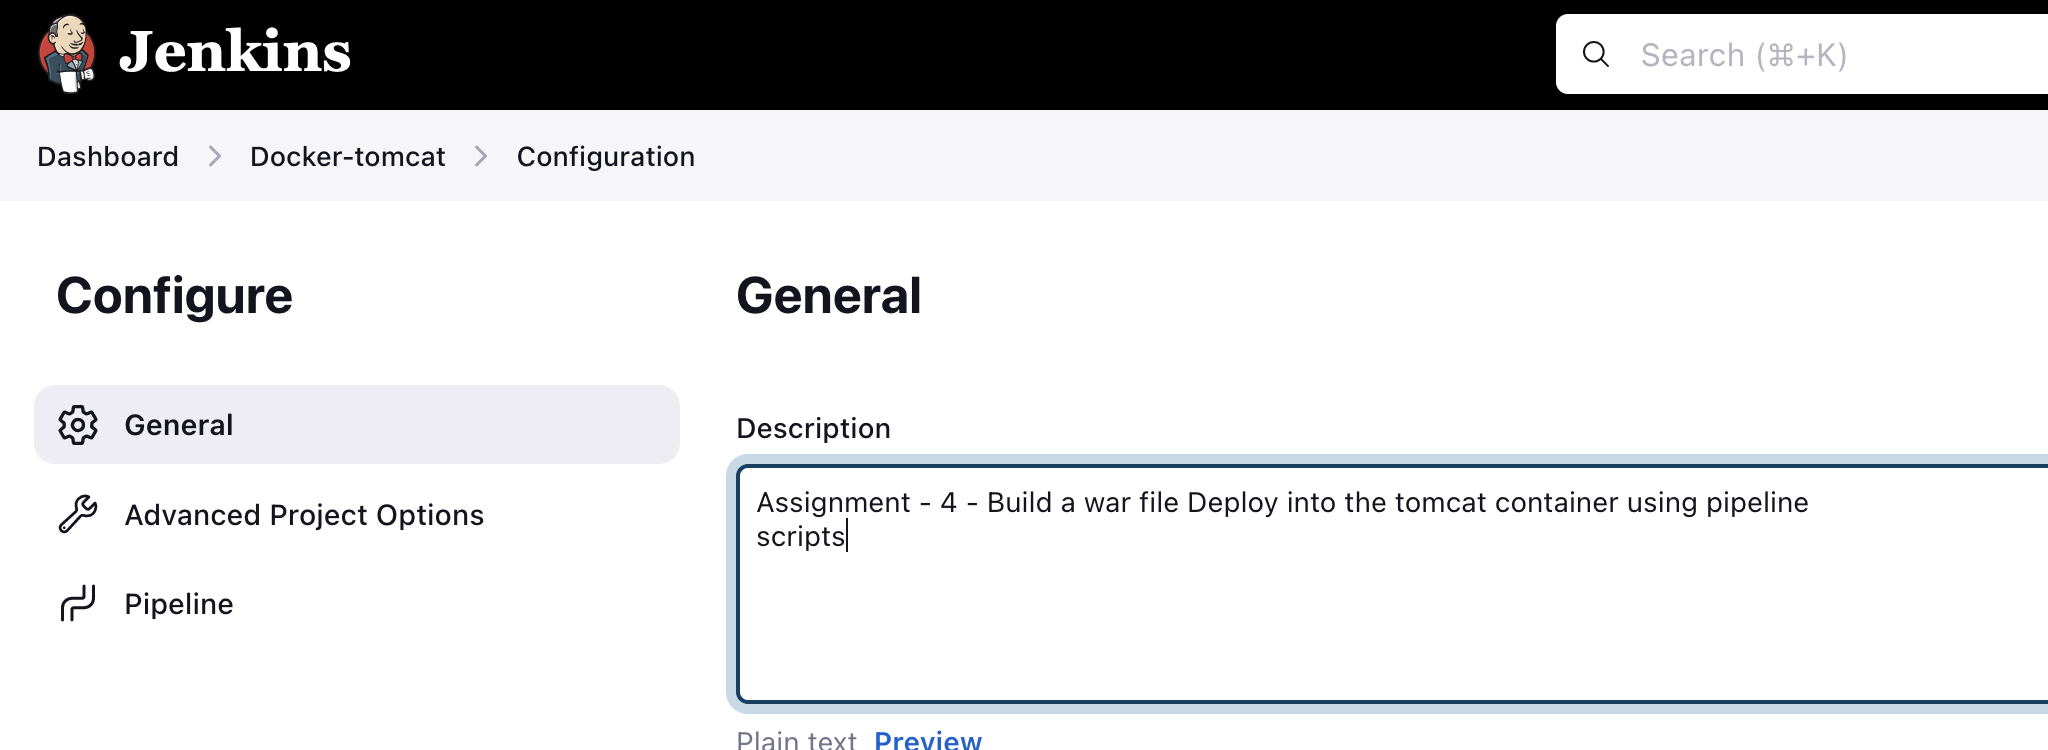 Jenkins
Search (⌘+K)
Dashboard > Docker-tomcat > Configuration
Configure
General
Advanced Project Options
Pipeline
General
Description
Assignment - 4 - Build a war file Deploy into the tomcat container using pipeline
scripts
Plain text Preview